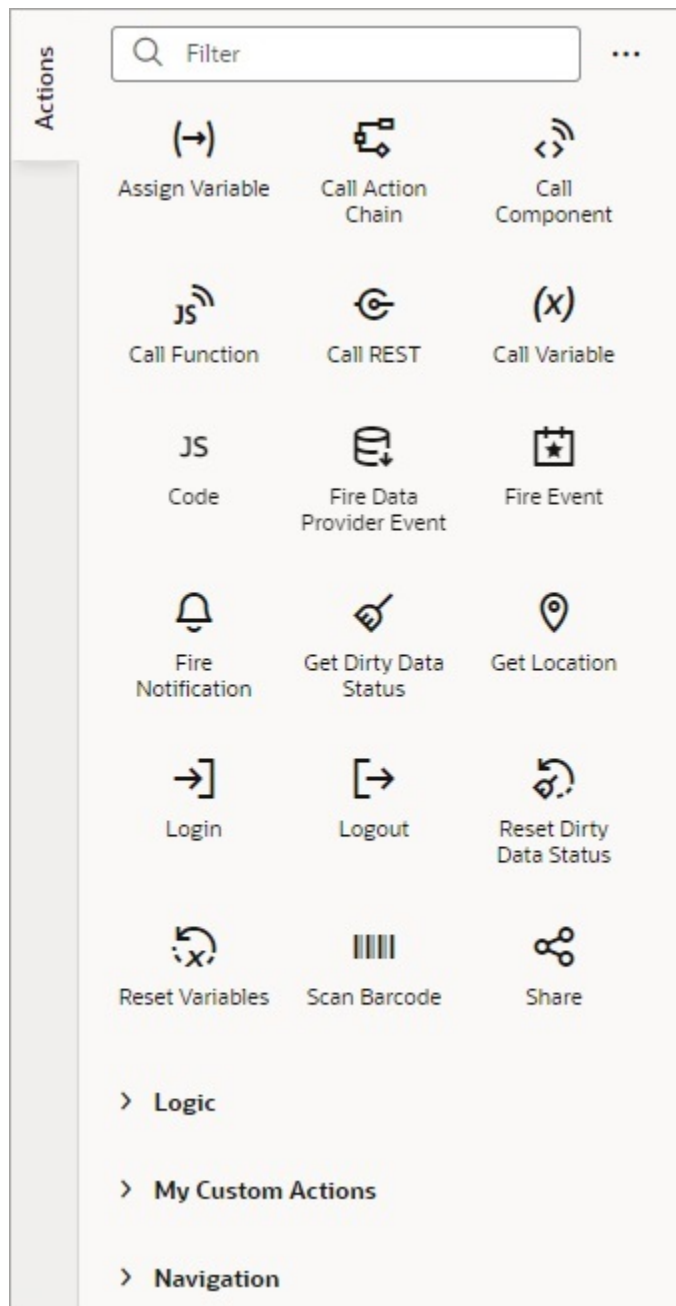 Actions
Filter
Assign Variable
Call Action
Chain
Call
Component
JS
Call Function
Call REST
(x)
Call Variable
JS
Code
Fire Data
Provider Event
Fire Event
Fire
Notification
Get Dirty Data
Status
Get Location
Login
Logout
Reset Dirty
Data Status
x
Reset Variables
Scan Barcode
Share
Logic
My Custom Actions
Navigation